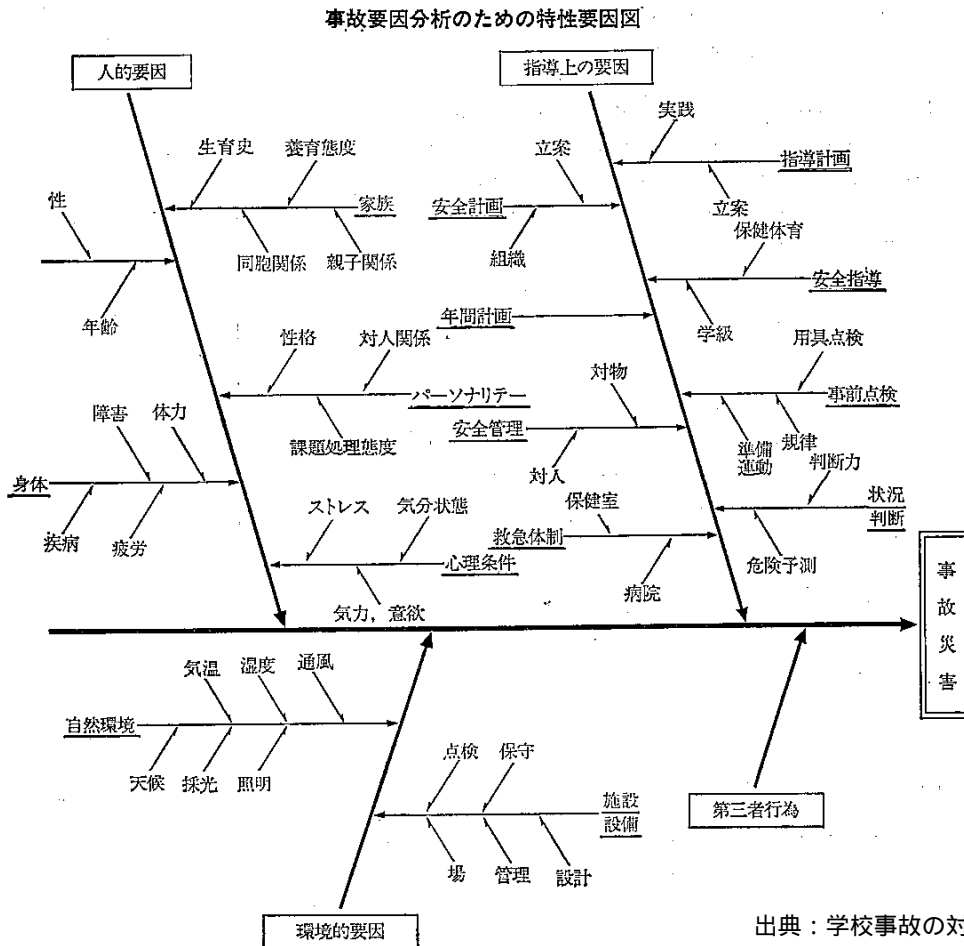 事故要因分析のための特性要因図
人的要因
指導上の要因
生育史
養育態度
家族
同胞関係
親子関係
性
年齢
性格
対人関係
パーソナリテー
課題処理態度
障害
体力
身体
疾病
疲労
ストレス
気分状態
心理条件
気力，意欲
実践
指導計画
立案
立案
安全計画
組織
保健体育
安全指導
学級
年間計画
用具点検
事前点検
準備
運動
規律
対物
安全管理
対人
判断力
状況
判断
危険予測
保健室
救急体制
病院
事故災害
気温
湿度
通風
自然環境
天候
採光
照明
点検
保守
施設
設備
場
管理
設計
第三者行為
環境的要因
出典：学校事故の対